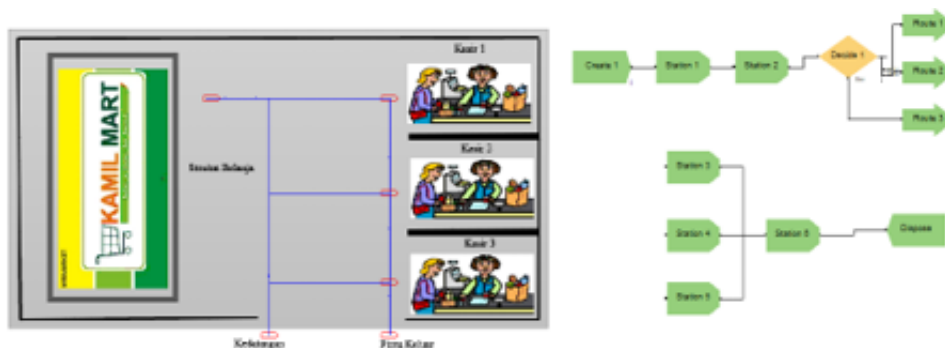 Kasir 1
KAMIL MART
Kasir 2
Stasiun Belanja
Kasir 3
Kedatangan
Pintu Keluar
Create 1
Station 1
Station 2
Decide 1
Route 1
Route 2
Route 3
Station 3
Station 4
Station 6
Dispose
Station 5